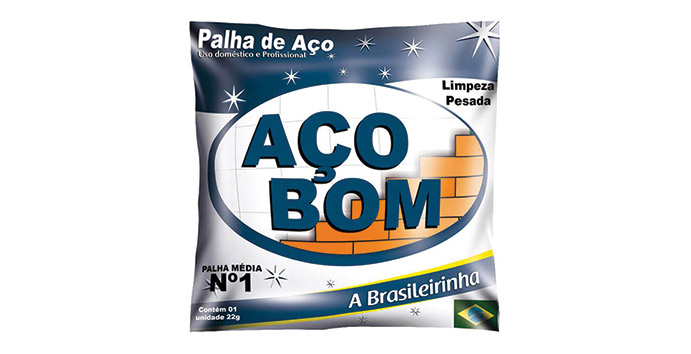 Palha de Aço
Uso doméstico e Profissional
Limpeza
Pesada
AÇO
BOM
PALHA MÉDIA
Nº1
Contém 01
unidade 22g
A Brasileirinha